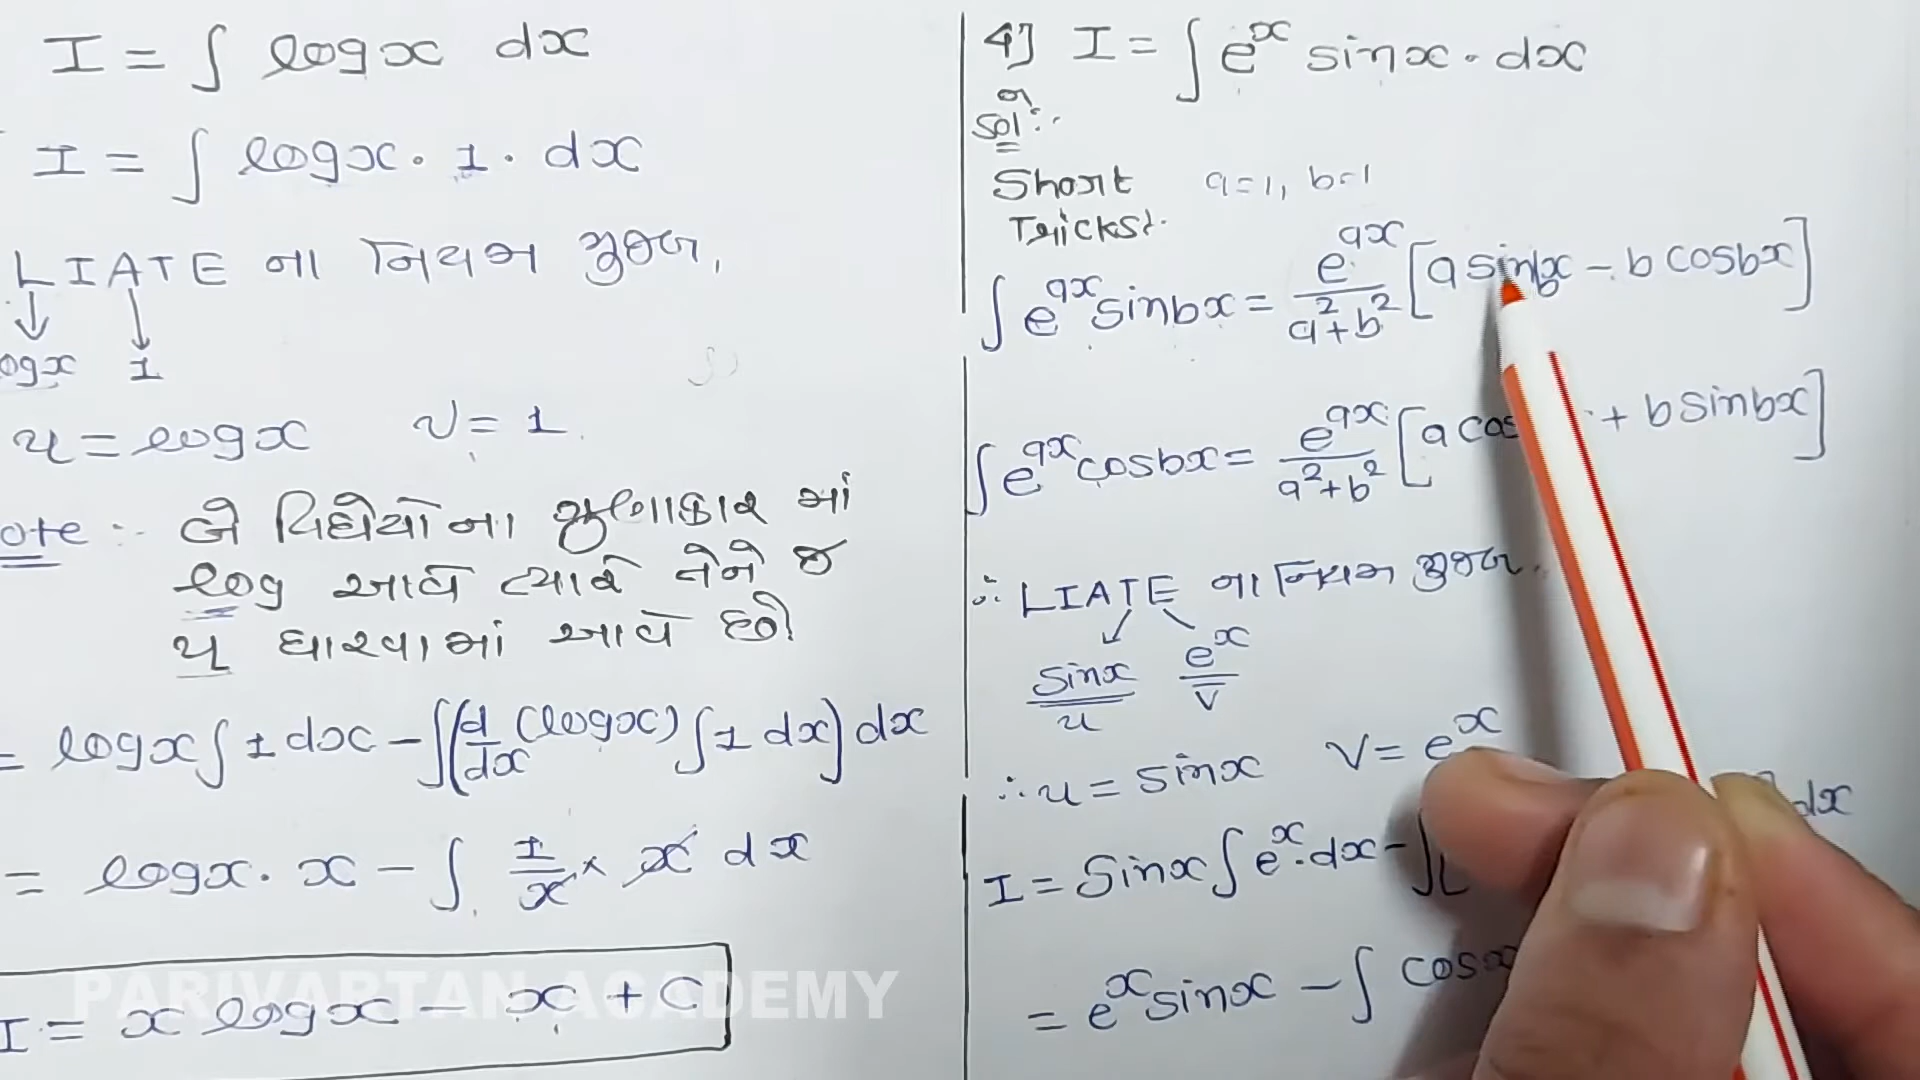 I = ∫ logx dx
I = ∫ logx · 1 · dx
LIATE ના નિયમ મુજબ,
ogx 1
u = logx v = 1
ote :- બે વિધેયોના ગુણાકાર માં
log આવે ત્યારે તેને જ
u ધારવામાં આવે છે.
= logx ∫ 1 dx - ∫ (d/dx (logx) ∫ 1 dx) dx
= logx · x - ∫ 1/x × x dx
I = x logx - x + C
PARIVARTAN ACADEMY
4] I = ∫ e^x sinx · dx
Sol^n :-
Short a=1, b=1
Tricks :-
∫ e^ax sinbx = e^ax / a²+b² [a sinbx - b cosbx]
∫ e^ax cosbx = e^ax / a²+b² [a cos + b sinbx]
∴ LIATE ના નિયમ મુજબ.
sinx e^x
u v
∴ u = sinx v = e^x
I = sinx ∫ e^x · dx - ∫ [ dx
= e^x sinx - ∫ cosx